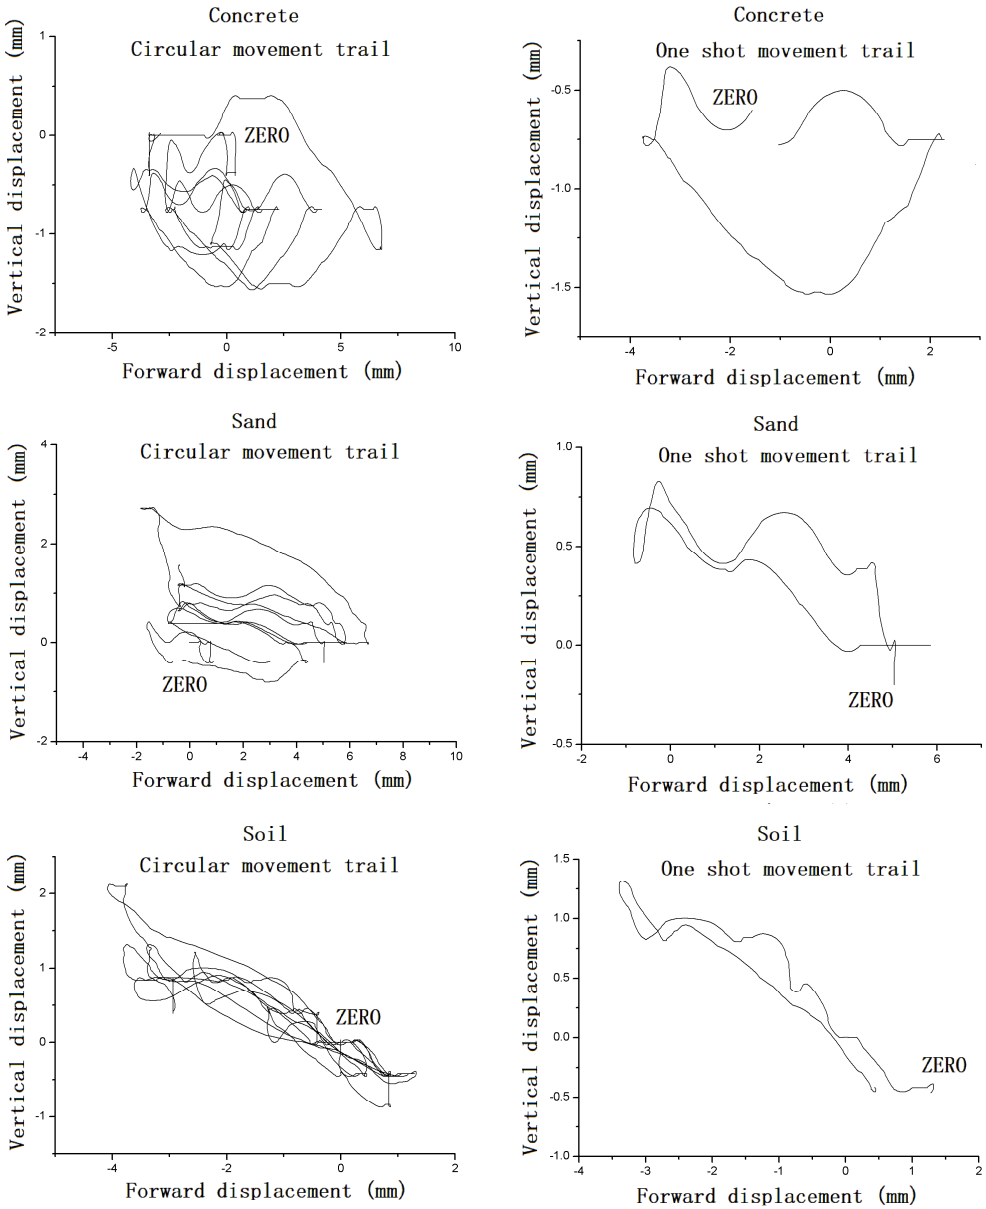 Concrete
Circular movement trail
Vertical displacement (mm)
1
0
-1
-2
ZERO
-5
0
5
10
Forward displacement (mm)
Concrete
One shot movement trail
Vertical displacement (mm)
-0.5
-1.0
-1.5
ZERO
-4
-2
0
2
Forward displacement (mm)
Sand
Circular movement trail
Vertical displacement (mm)
4
2
0
-2
ZERO
-4
-2
0
2
4
6
8
10
Forward displacement (mm)
Sand
One shot movement trail
Vertical displacement (mm)
1.0
0.5
0.0
-0.5
ZERO
-2
0
2
4
6
Forward displacement (mm)
Soil
Circular movement trail
Vertical displacement (mm)
2
1
0
-1
ZERO
-4
-2
0
2
Forward displacement (mm)
Soil
One shot movement trail
Vertical displacement (mm)
1.5
1.0
0.5
0.0
-0.5
-1.0
ZERO
-4
-3
-2
-1
0
1
2
Forward displacement (mm)